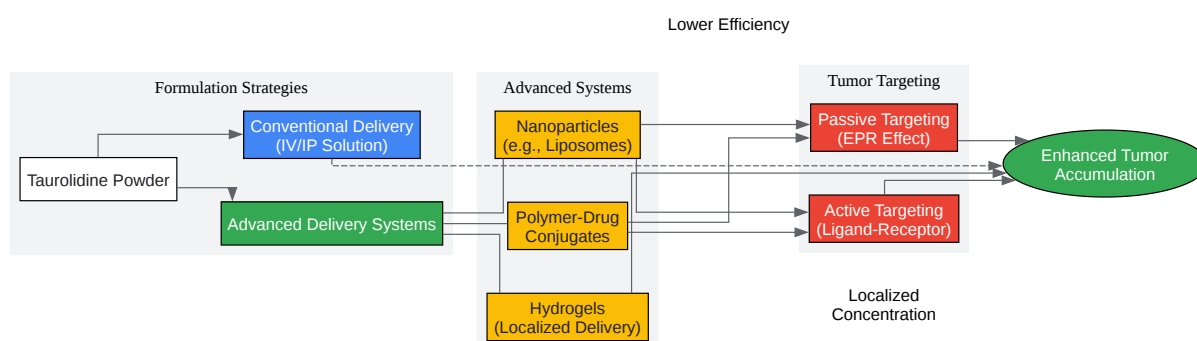 Lower Efficiency
Formulation Strategies
Advanced Systems
Tumor Targeting
Taurolidine Powder
Conventional Delivery
(IV/IP Solution)
Advanced Delivery Systems
Nanoparticles
(e.g., Liposomes)
Polymer-Drug
Conjugates
Hydrogels
(Localized Delivery)
Passive Targeting
(EPR Effect)
Active Targeting
(Ligand-Receptor)
Enhanced Tumor
Accumulation
Localized
Concentration